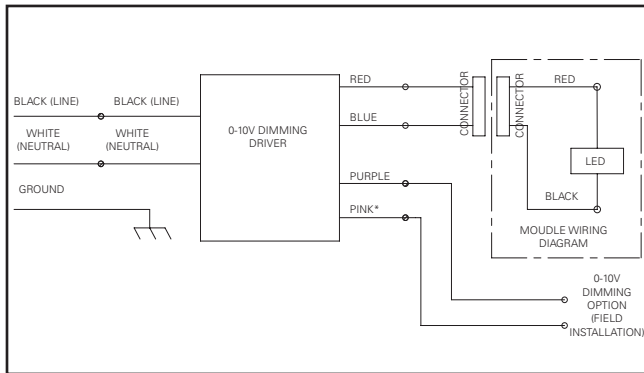 BLACK (LINE)
BLACK (LINE)
WHITE
(NEUTRAL)
WHITE
(NEUTRAL)
GROUND
0-10V DIMMING
DRIVER
RED
BLUE
PURPLE
PINK*
CONNECTOR
CONNECTOR
RED
LED
BLACK
MOUDLE WIRING
DIAGRAM
0-10V
DIMMING
OPTION
(FIELD
INSTALLATION)